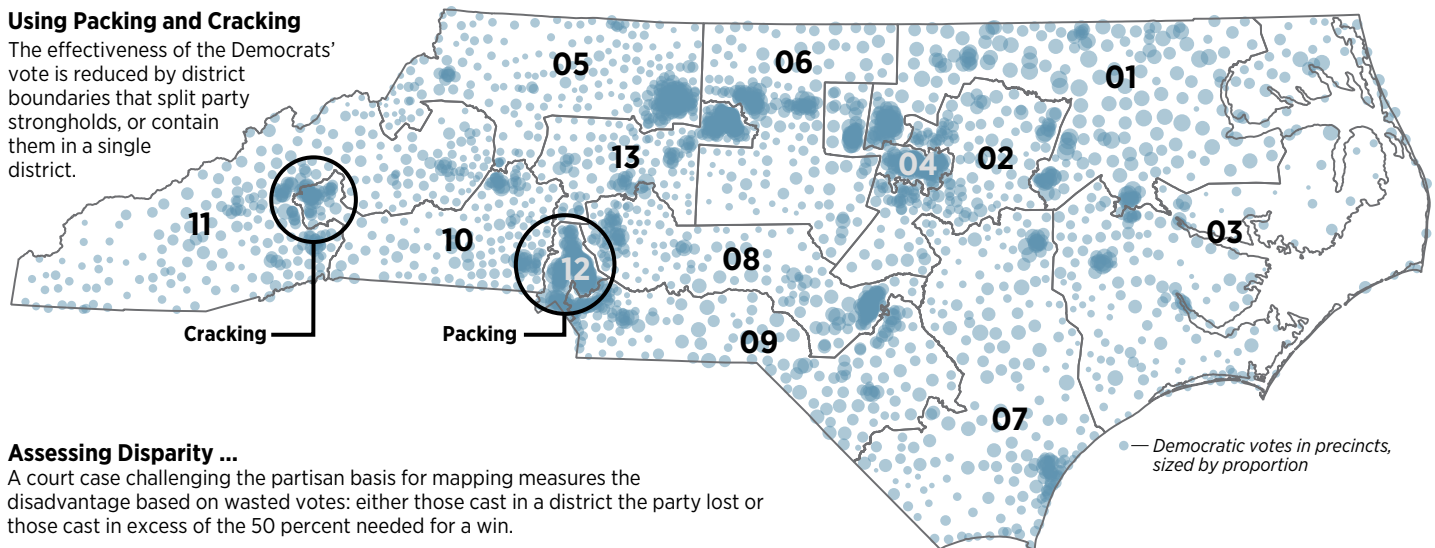 Using Packing and Cracking
The effectiveness of the Democrats’
vote is reduced by district
boundaries that split party
strongholds, or contain
them in a single
district.
05
06
01
13
04
02
11
10
12
08
03
09
07
Cracking
Packing
Democratic votes in precincts,
sized by proportion
Assessing Disparity ...
A court case challenging the partisan basis for mapping measures the
disadvantage based on wasted votes: either those cast in a district the party lost or
those cast in excess of the 50 percent needed for a win.